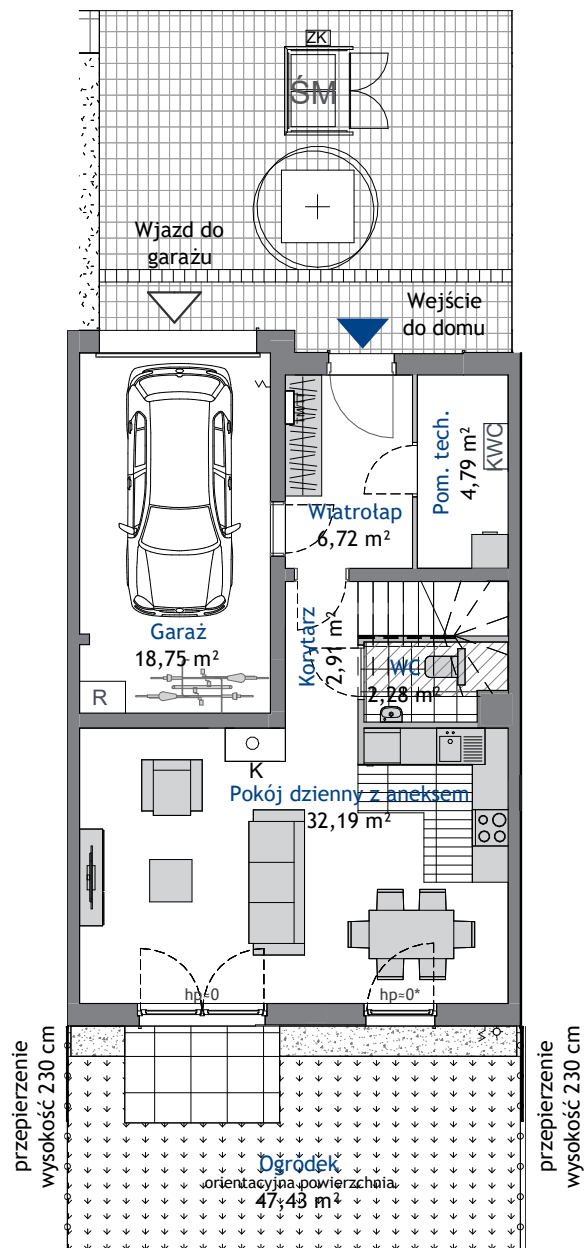 ZK
ŚM
Wjazd do
garażu
Wejście
do domu
Pom. tech.
4,79 m²
KWC
Wiatrołap
6,72 m²
Garaż
18,75 m²
Korytarz
2,91 m²
WC
2,28 m²
R
K
Pokój dzienny z aneksem
32,19 m²
hp≈0
hp≈0*
przepierzenie
wysokość 230 cm
przepierzenie
wysokość 230 cm
Ogródek
orientacyjna powierzchnia
47,43 m²